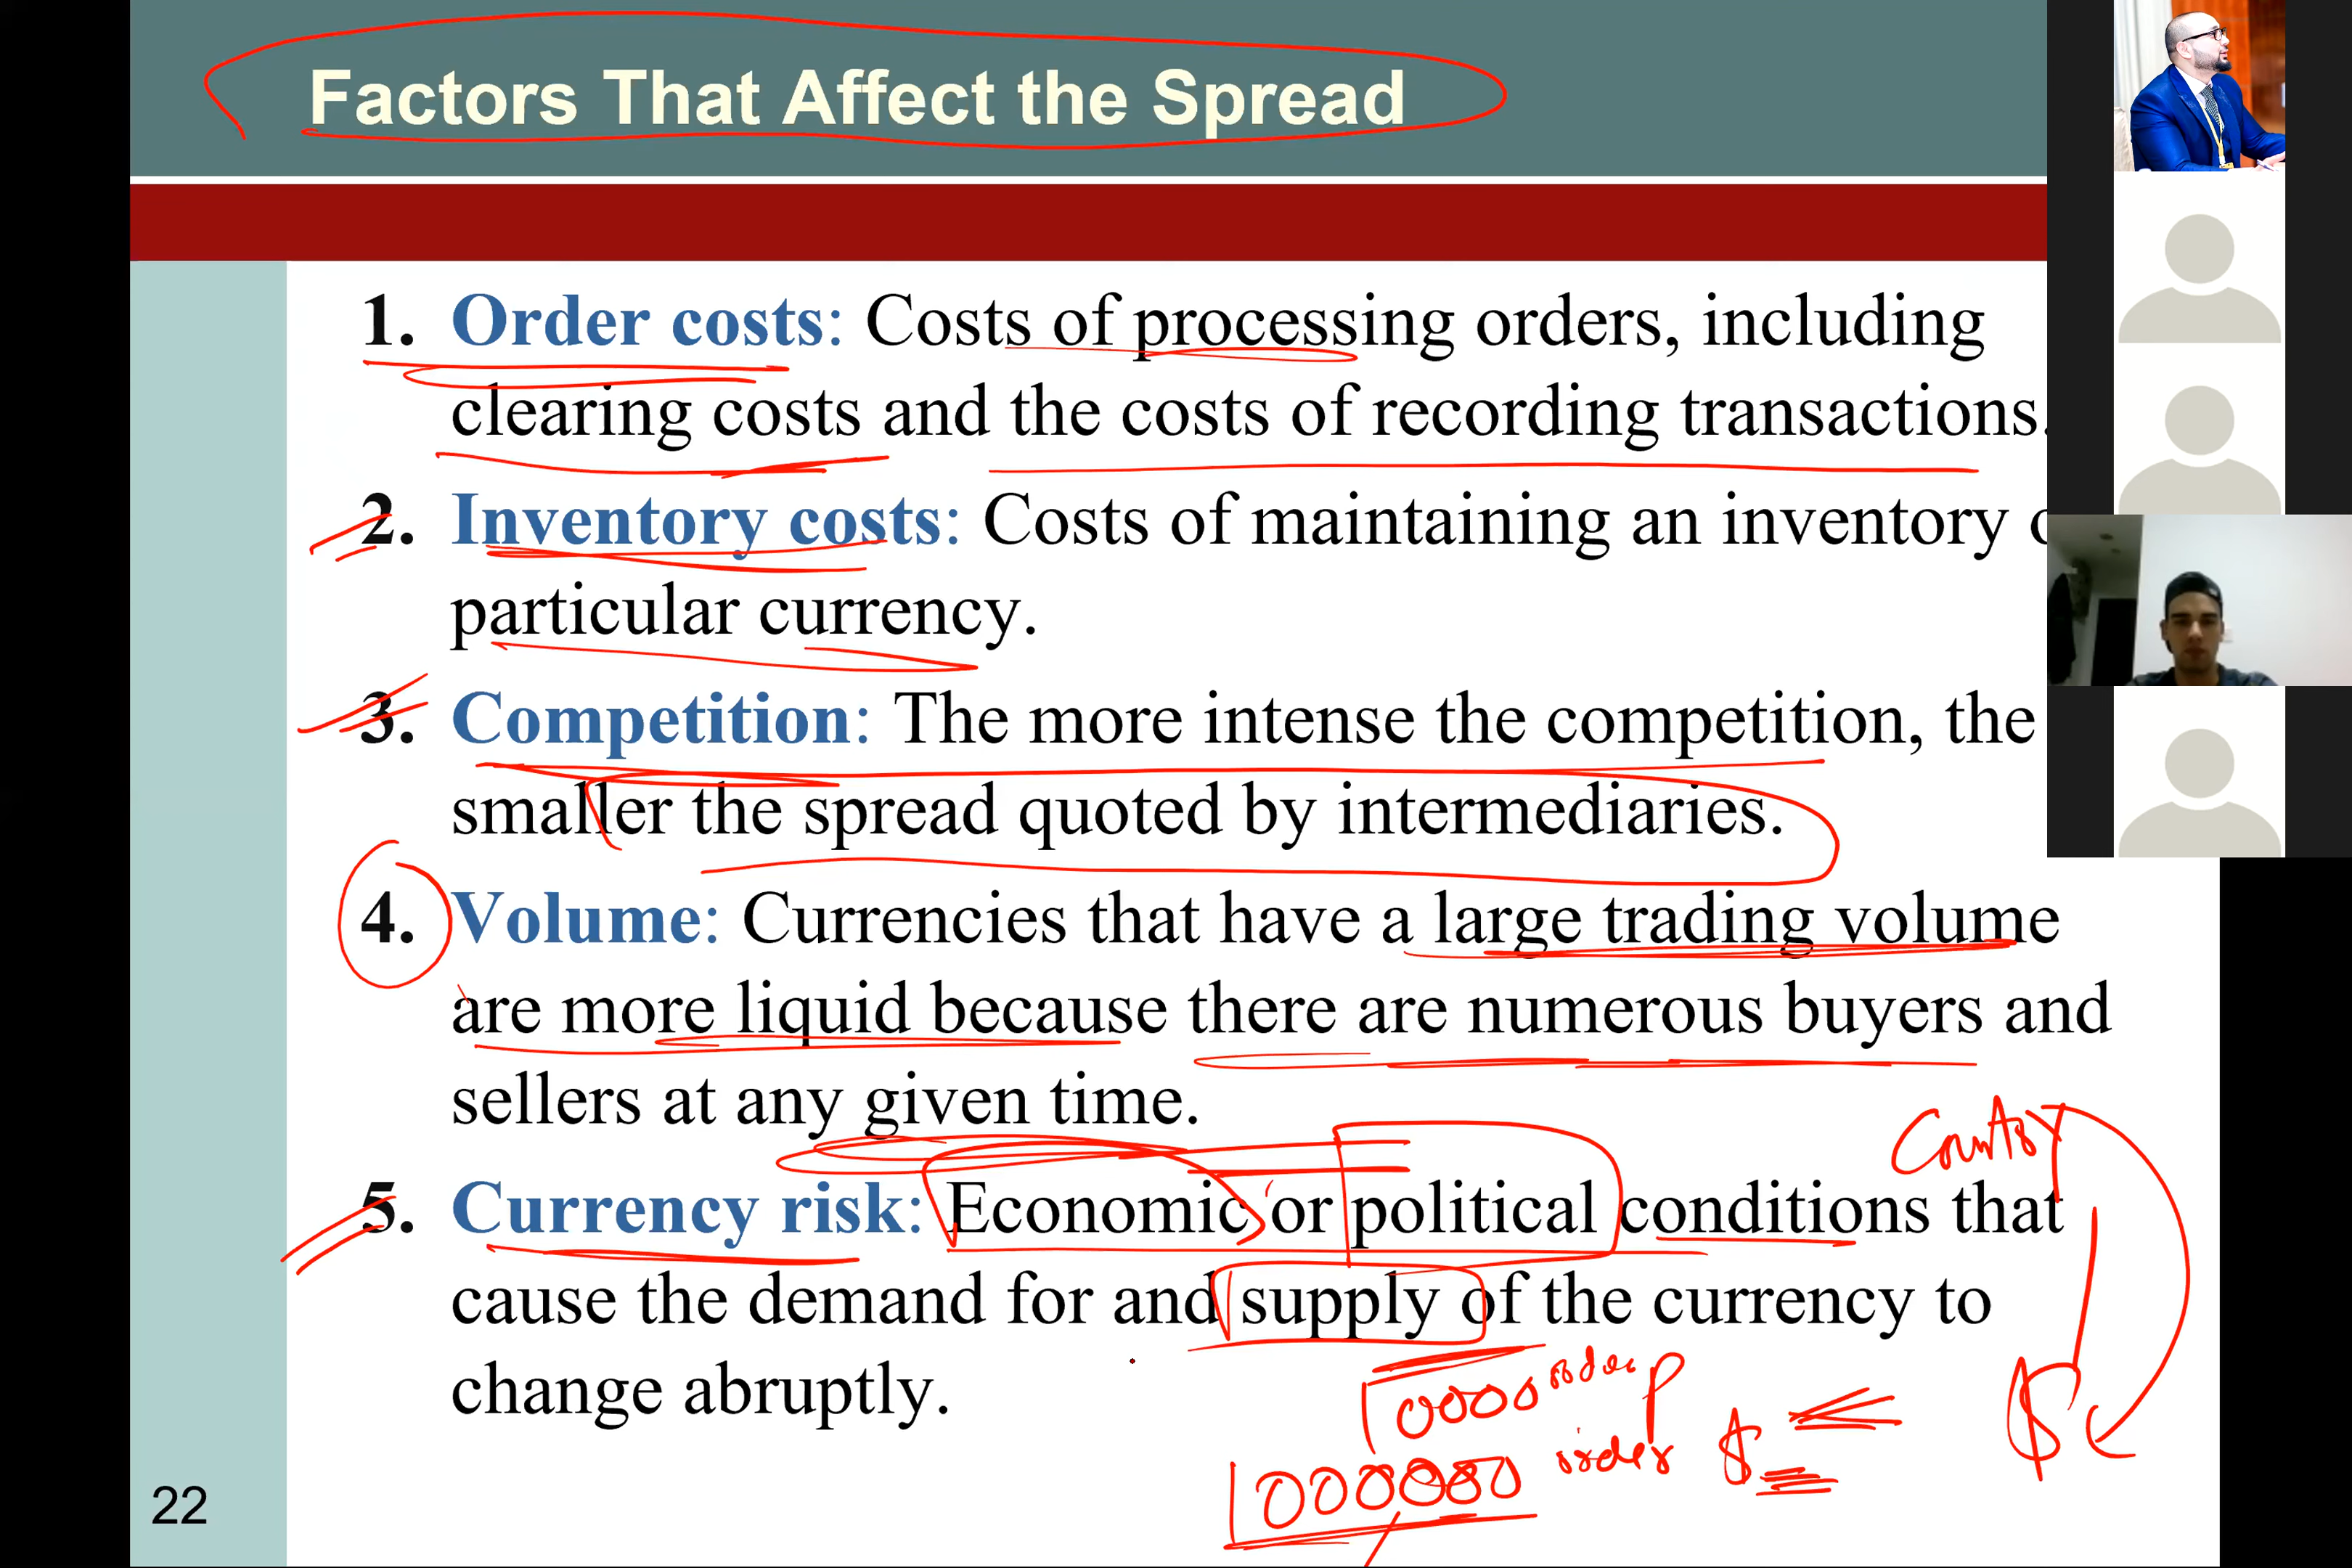 Factors That Affect the Spread
1. Order costs: Costs of processing orders, including
clearing costs and the costs of recording transactions.
2. Inventory costs: Costs of maintaining an inventory
particular currency.
3. Competition: The more intense the competition, the
smaller the spread quoted by intermediaries.
4. Volume: Currencies that have a large trading volume
are more liquid because there are numerous buyers and
sellers at any given time.
5. Currency risk: Economic or political conditions that
cause the demand for and supply of the currency to
change abruptly.
order
order $
$
22